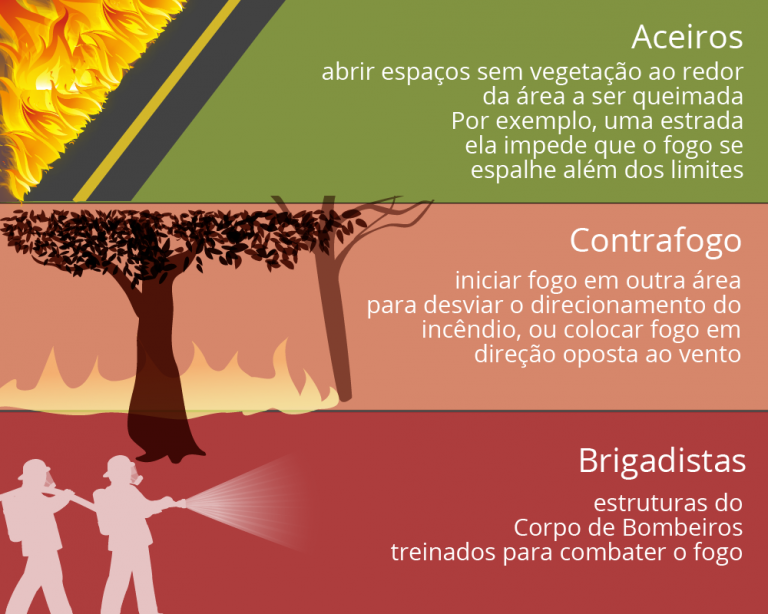 Aceiros
abrir espaços sem vegetação ao redor
da área a ser queimada
Por exemplo, uma estrada
ela impede que o fogo se
espalhe além dos limites
Contrafogo
iniciar fogo em outra área
para desviar o direcionamento do
incêndio, ou colocar fogo em
direção oposta ao vento
Brigadistas
estruturas do
Corpo de Bombeiros
treinados para combater o fogo